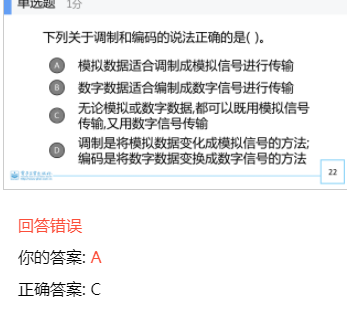 单选题 1分
下列关于调制和编码的说法正确的是( )。
A 模拟数据适合调制成模拟信号进行传输
B 数字数据适合编制成数字信号进行传输
C 无论模拟或数字数据,都可以既用模拟信号
传输,又用数字信号传输
D 调制是将模拟数据变化成模拟信号的方法;
编码是将数字数据变换成数字信号的方法
22
回答错误
你的答案: A
正确答案: C